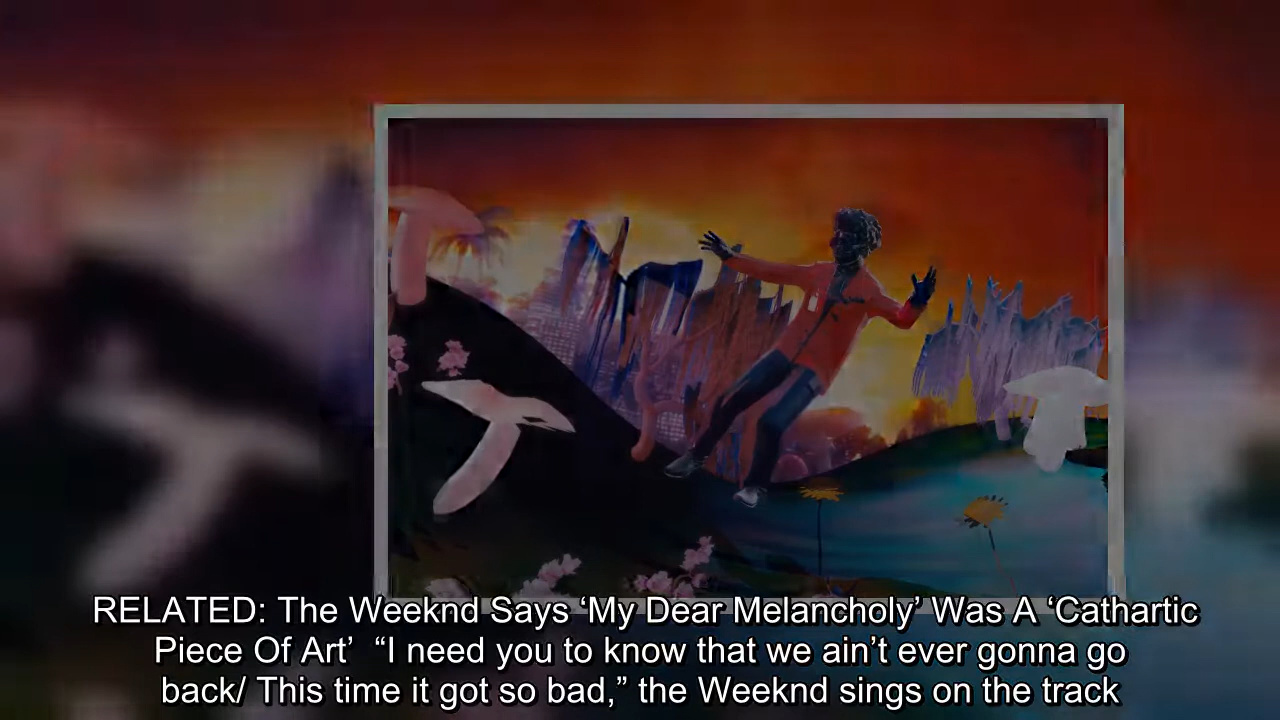 RELATED: The Weeknd Says ‘My Dear Melancholy’ Was A ‘Cathartic
Piece Of Art’  “I need you to know that we ain’t ever gonna go
back/ This time it got so bad,” the Weeknd sings on the track